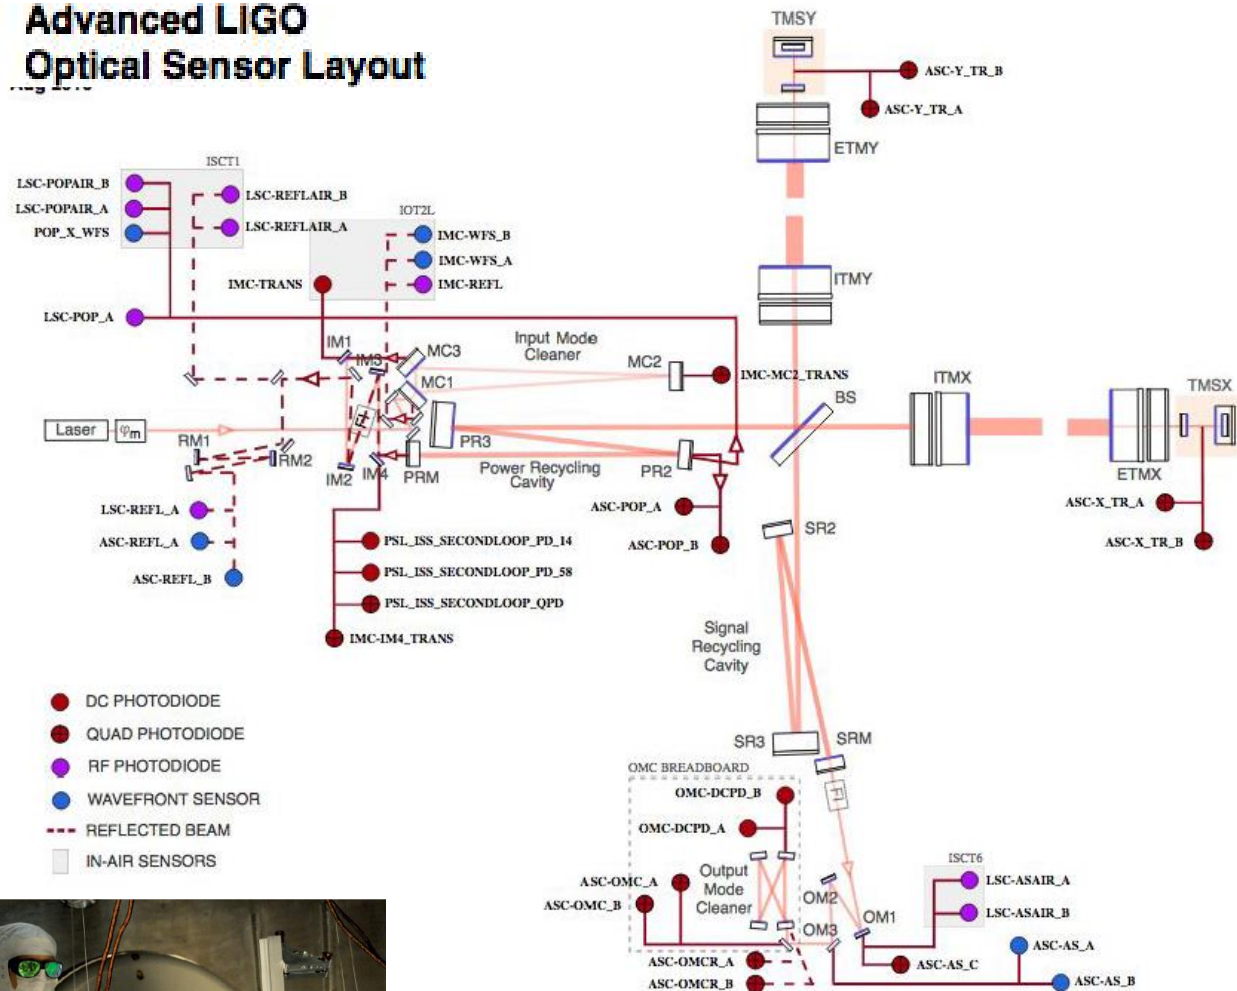 Advanced LIGO
Optical Sensor Layout
TMSY
ASC-Y_TR_B
ASC-Y_TR_A
ETMY
ISCT1
LSC-POPAIR_B
LSC-REFLAIR_B
LSC-POPAIR_A
POP_X_WFS
LSC-REFLAIR_A
IOT2L
IMC-WFS_B
IMC-WFS_A
IMC-REFL
IMC-TRANS
ITMY
LSC-POP_A
IM1
IM3
MC3
Input Mode
Cleaner
MC2
IMC-MC2_TRANS
MC1
BS
ITMX
TMSX
Laser
φm
FI
PR3
RM1
RM2
IM2
IM4
PRM
Power Recycling
Cavity
PR2
ETMX
LSC-REFL_A
ASC-REFL_A
ASC-REFL_B
ASC-POP_A
ASC-POP_B
ASC-X_TR_A
ASC-X_TR_B
PSL_ISS_SECONDLOOP_PD_14
PSL_ISS_SECONDLOOP_PD_58
PSL_ISS_SECONDLOOP_QPD
IMC-IM4_TRANS
SR2
Signal
Recycling
Cavity
SR3
SRM
FI
DC PHOTODIODE
QUAD PHOTODIODE
RF PHOTODIODE
WAVEFRONT SENSOR
REFLECTED BEAM
IN-AIR SENSORS
OMC BREADBOARD
OMC-DCPD_B
OMC-DCPD_A
Output
Mode
Cleaner
ASC-OMC_A
ASC-OMC_B
OM2
OM1
OM3
ISCT6
LSC-ASAIR_A
LSC-ASAIR_B
ASC-AS_A
ASC-AS_C
ASC-AS_B
ASC-OMCR_A
ASC-OMCR_B